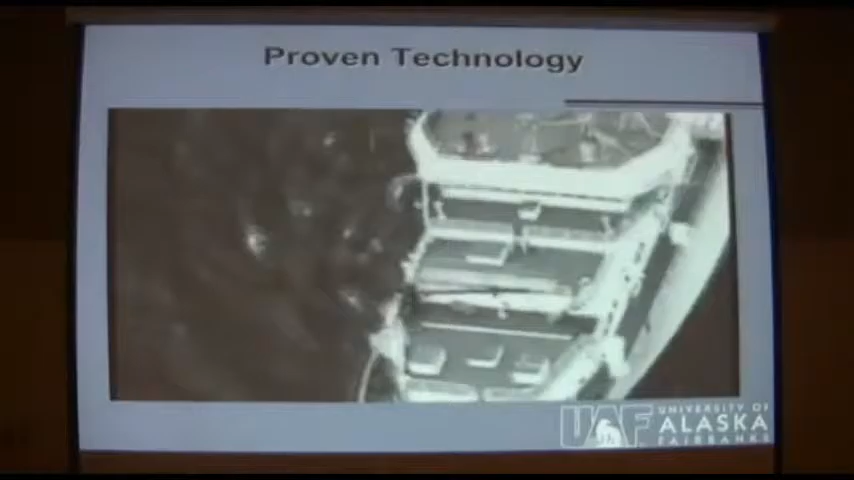 Proven Technology
UAF
UNIVERSITY OF
ALASKA
FAIRBANKS